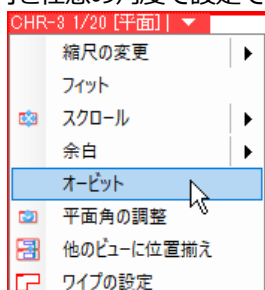 と任意の角度で設定で
CHR-3 1/20 [平面] | ▼
縮尺の変更
フィット
スクロール
余白
オービット
平面角の調整
他のビューに位置揃え
ワイプの設定